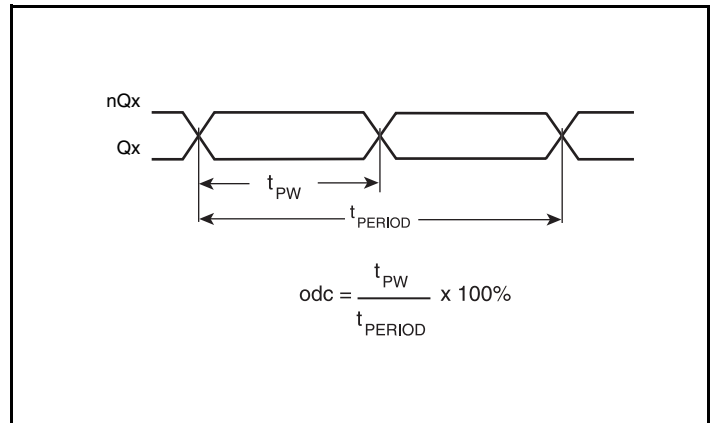 nQx
Qx
tPW
tPERIOD
odc = tPW / tPERIOD x 100%